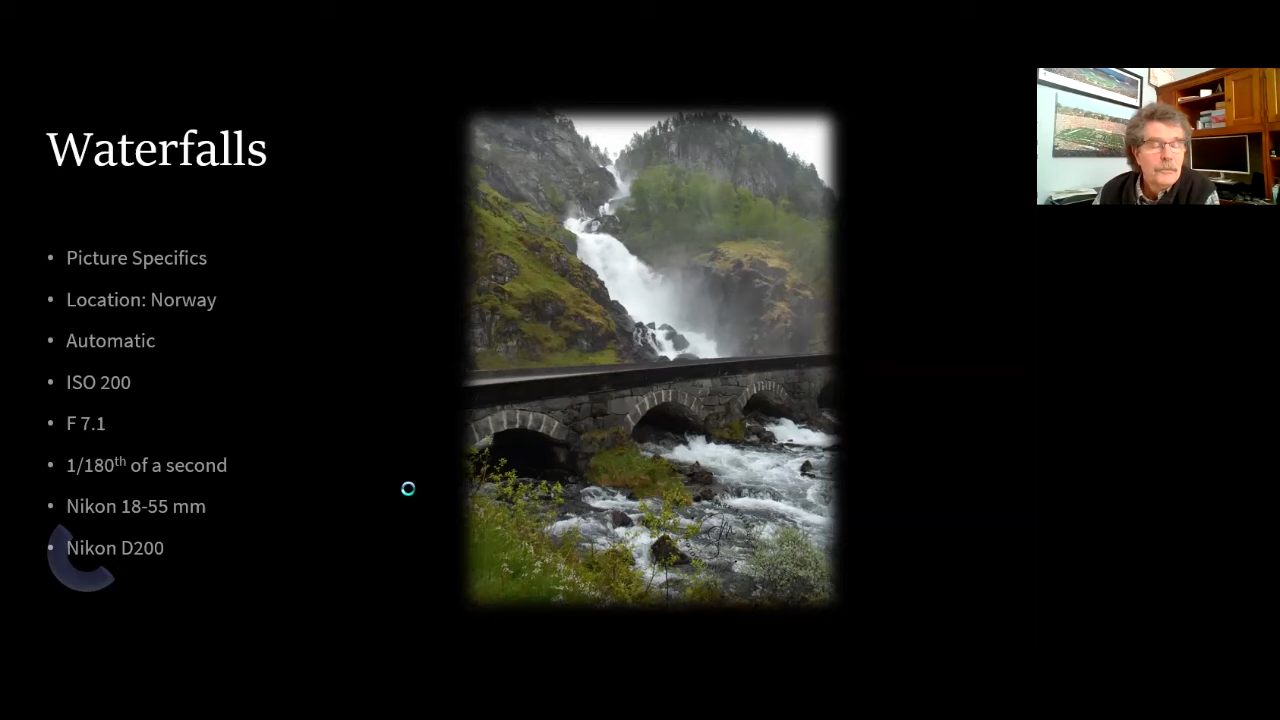 Waterfalls
• Picture Specifics
• Location: Norway
• Automatic
• ISO 200
• F 7.1
• 1/180th of a second
• Nikon 18-55 mm
• Nikon D200